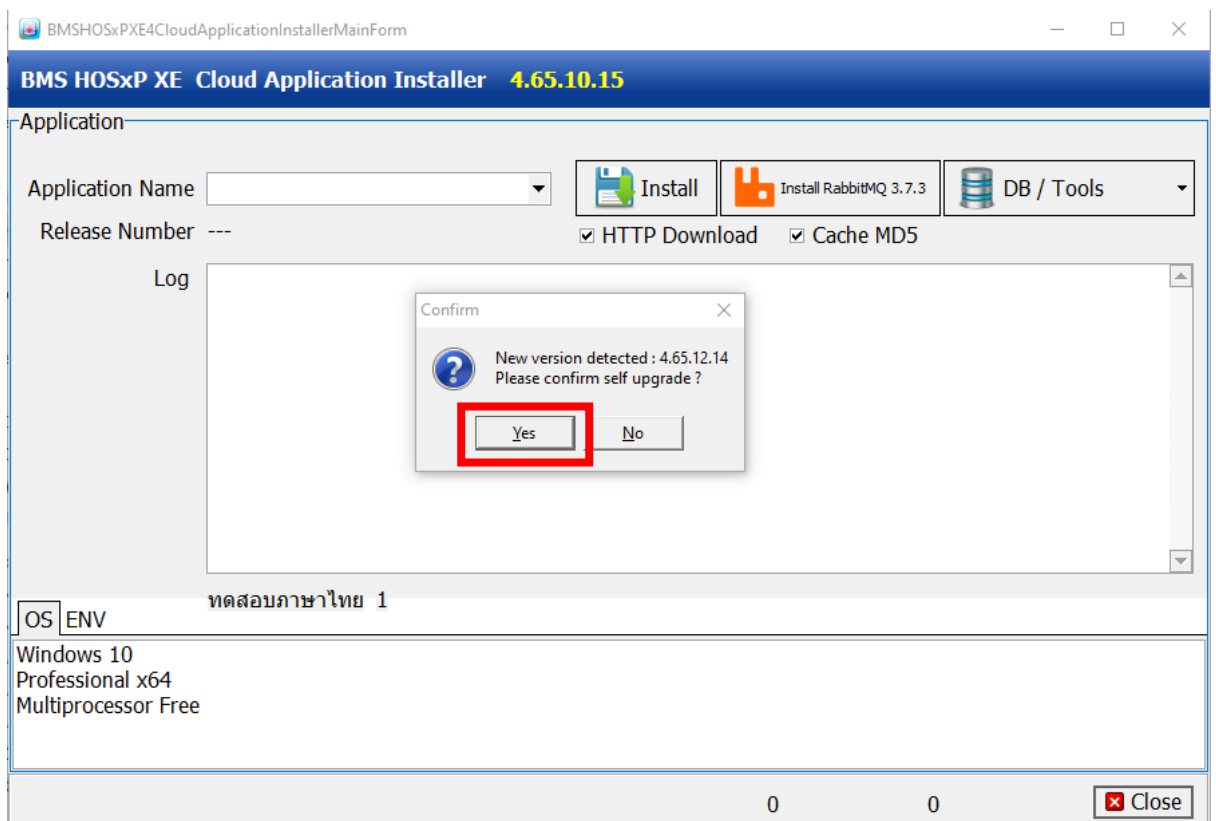 BMSHOSxPXE4CloudApplicationInstallerMainForm
BMS HOSxP XE Cloud Application Installer 4.65.10.15
Application
Application Name
Install
Install RabbitMQ 3.7.3
DB / Tools
Release Number ---
HTTP Download
Cache MD5
Log
Confirm
New version detected : 4.65.12.14
Please confirm self upgrade ?
Yes
No
ทดสอบภาษาไทย 1
OS ENV
Windows 10
Professional x64
Multiprocessor Free
0 0
Close